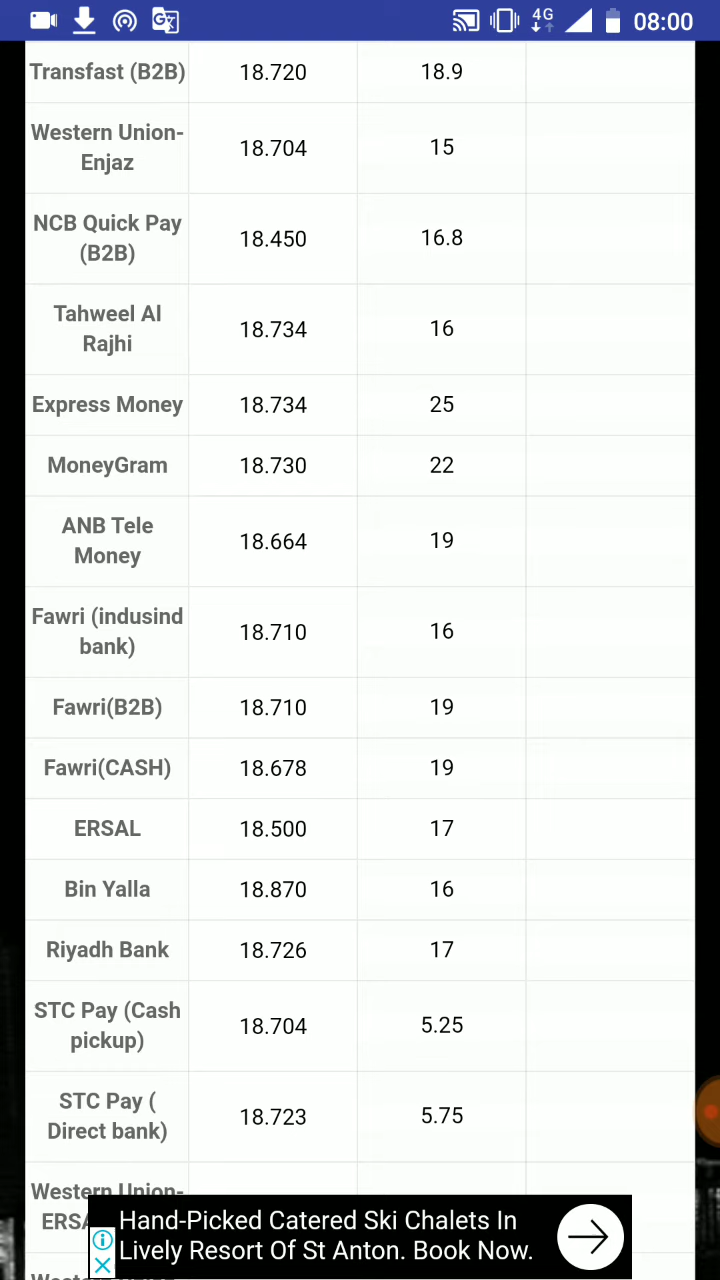 4G
08:00
Transfast (B2B) 18.720 18.9
Western Union-
Enjaz 18.704 15
NCB Quick Pay
(B2B) 18.450 16.8
Tahweel Al
Rajhi 18.734 16
Express Money 18.734 25
MoneyGram 18.730 22
ANB Tele
Money 18.664 19
Fawri (indusind
bank) 18.710 16
Fawri(B2B) 18.710 19
Fawri(CASH) 18.678 19
ERSAL 18.500 17
Bin Yalla 18.870 16
Riyadh Bank 18.726 17
STC Pay (Cash
pickup) 18.704 5.25
STC Pay (
Direct bank) 18.723 5.75
Western Union-
Hand-Picked Catered Ski Chalets In
Lively Resort Of St Anton. Book Now.